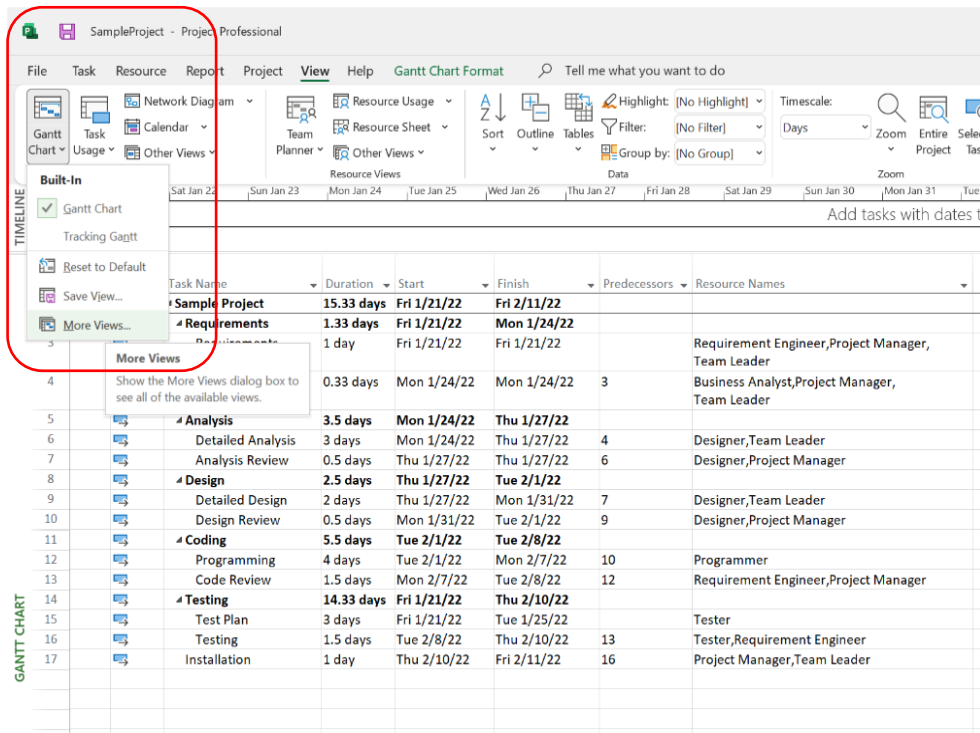 SampleProject - Project Professional
File Task Resource Report Project View Help Gantt Chart Format Tell me what you want to do
Gantt Chart
Task Usage
Network Diagram
Calendar
Other Views
Team Planner
Resource Usage
Resource Sheet
Other Views
Resource Views
Sort
Outline
Tables
Highlight: [No Highlight]
Filter: [No Filter]
Group by: [No Group]
Data
Timescale:
Days
Zoom
Entire Project
Zoom
Built-In
Gantt Chart
Tracking Gantt
Reset to Default
Save View...
More Views...
More Views
Show the More Views dialog box to
see all of the available views.
TIMELINE
Sat Jan 22 Sun Jan 23 Mon Jan 24 Tue Jan 25 Wed Jan 26 Thu Jan 27 Fri Jan 28 Sat Jan 29 Sun Jan 30 Mon Jan 31 Tue
Add tasks with dates t
Task Name Duration Start Finish Predecessors Resource Names
Sample Project 15.33 days Fri 1/21/22 Fri 2/11/22
Requirements 1.33 days Fri 1/21/22 Mon 1/24/22
3 1 day Fri 1/21/22 Fri 1/21/22 Requirement Engineer,Project Manager,
Team Leader
4 0.33 days Mon 1/24/22 Mon 1/24/22 3 Business Analyst,Project Manager,
Team Leader
5 Analysis 3.5 days Mon 1/24/22 Thu 1/27/22
6 Detailed Analysis 3 days Mon 1/24/22 Thu 1/27/22 4 Designer,Team Leader
7 Analysis Review 0.5 days Thu 1/27/22 Thu 1/27/22 6 Designer,Project Manager
8 Design 2.5 days Thu 1/27/22 Tue 2/1/22
9 Detailed Design 2 days Thu 1/27/22 Mon 1/31/22 7 Designer,Team Leader
10 Design Review 0.5 days Mon 1/31/22 Tue 2/1/22 9 Designer,Project Manager
11 Coding 5.5 days Tue 2/1/22 Tue 2/8/22
12 Programming 4 days Tue 2/1/22 Mon 2/7/22 10 Programmer
13 Code Review 1.5 days Mon 2/7/22 Tue 2/8/22 12 Requirement Engineer,Project Manager
14 Testing 14.33 days Fri 1/21/22 Thu 2/10/22
15 Test Plan 3 days Fri 1/21/22 Tue 1/25/22 Tester
16 Testing 1.5 days Tue 2/8/22 Thu 2/10/22 13 Tester,Requirement Engineer
17 Installation 1 day Thu 2/10/22 Fri 2/11/22 16 Project Manager,Team Leader
GANTT CHART